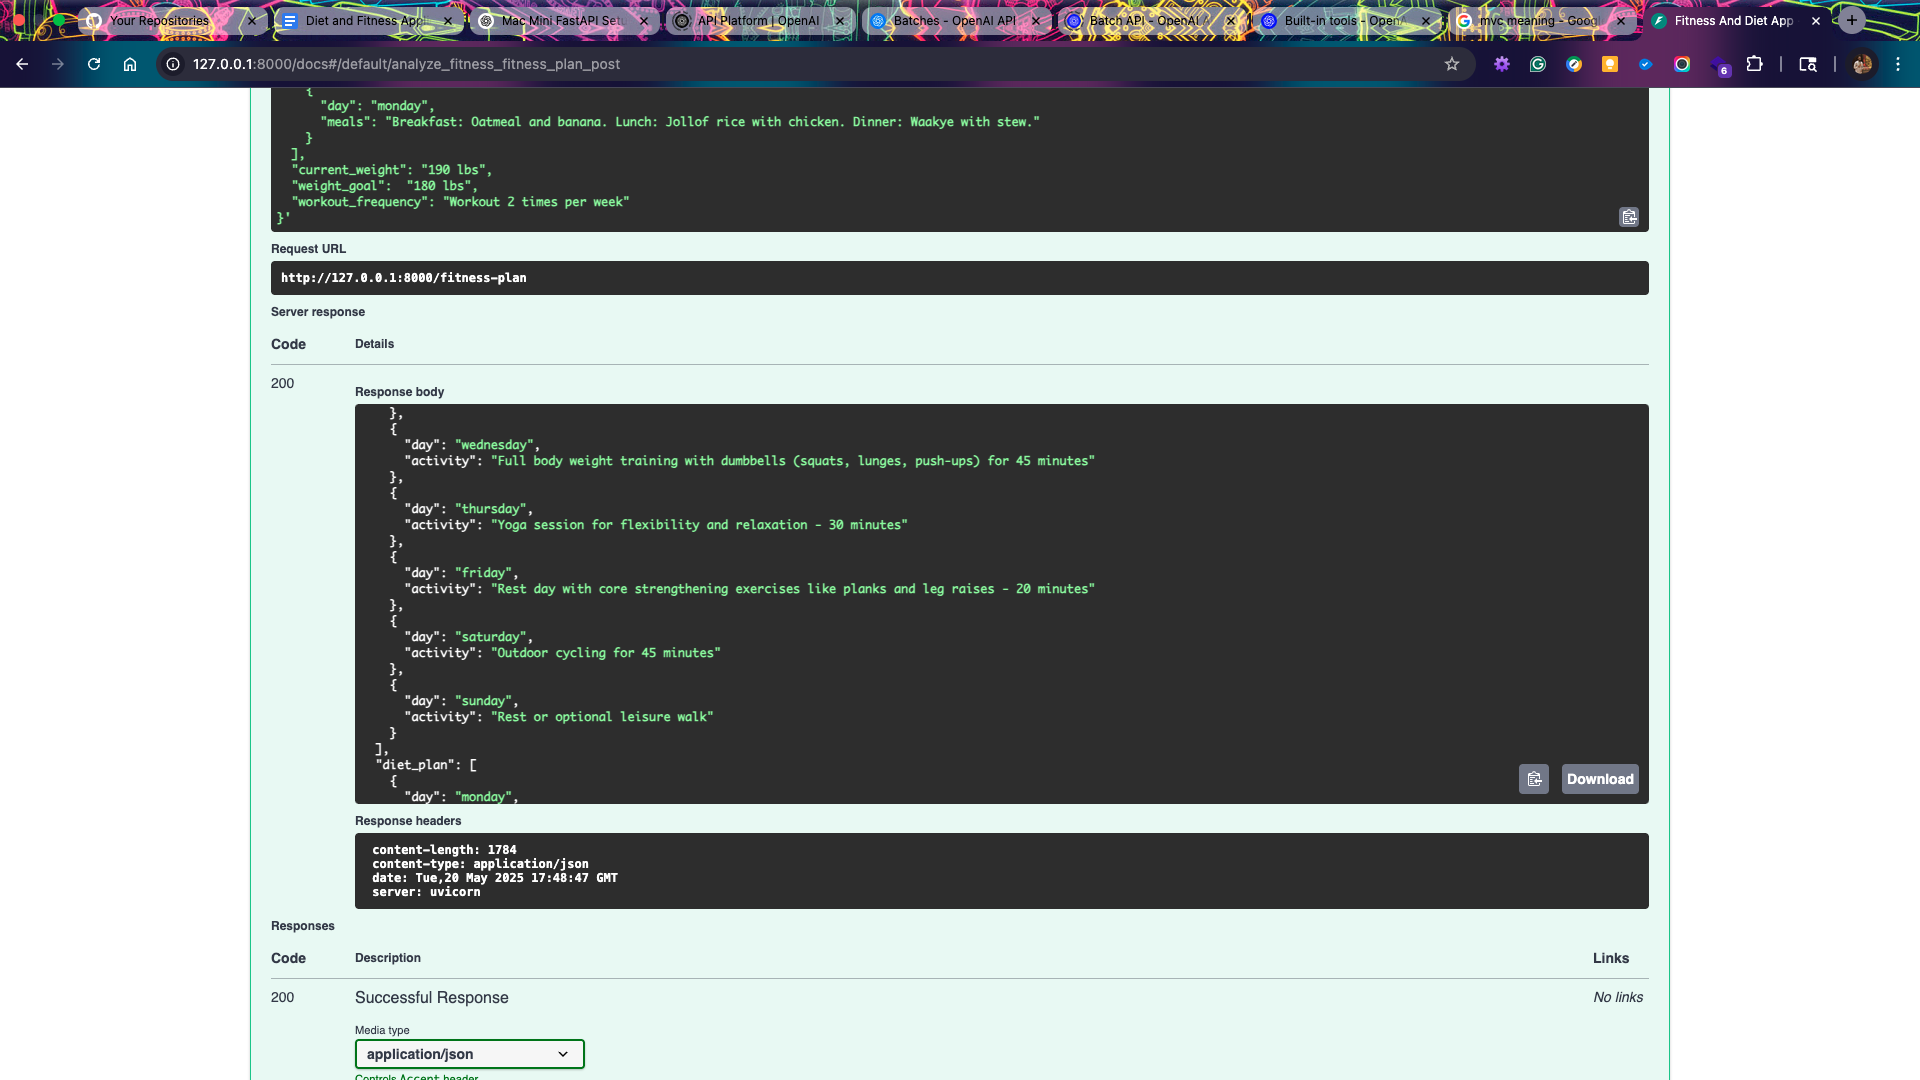 Your Repositories
Diet and Fitness App
Mac Mini FastAPI Setu
API Platform | OpenAI
Batches - OpenAI API
Batch API - OpenAI A
Built-in tools - OpenA
mvc meaning - Googl
Fitness And Diet App
127.0.0.1:8000/docs#/default/analyze_fitness_fitness_plan_post
6
{
"day": "monday",
"meals": "Breakfast: Oatmeal and banana. Lunch: Jollof rice with chicken. Dinner: Waakye with stew."
}
],
"current_weight": "190 lbs",
"weight_goal":  "180 lbs",
"workout_frequency": "Workout 2 times per week"
}'
Request URL
http://127.0.0.1:8000/fitness-plan
Server response
Code Details
200
Response body
},
{
"day": "wednesday",
"activity": "Full body weight training with dumbbells (squats, lunges, push-ups) for 45 minutes"
},
{
"day": "thursday",
"activity": "Yoga session for flexibility and relaxation - 30 minutes"
},
{
"day": "friday",
"activity": "Rest day with core strengthening exercises like planks and leg raises - 20 minutes"
},
{
"day": "saturday",
"activity": "Outdoor cycling for 45 minutes"
},
{
"day": "sunday",
"activity": "Rest or optional leisure walk"
}
],
"diet_plan": [
{
"day": "monday",
Download
Response headers
content-length: 1784
content-type: application/json
date: Tue,20 May 2025 17:48:47 GMT
server: uvicorn
Responses
Code Description Links
200 Successful Response No links
Media type
application/json
Controls Accept header